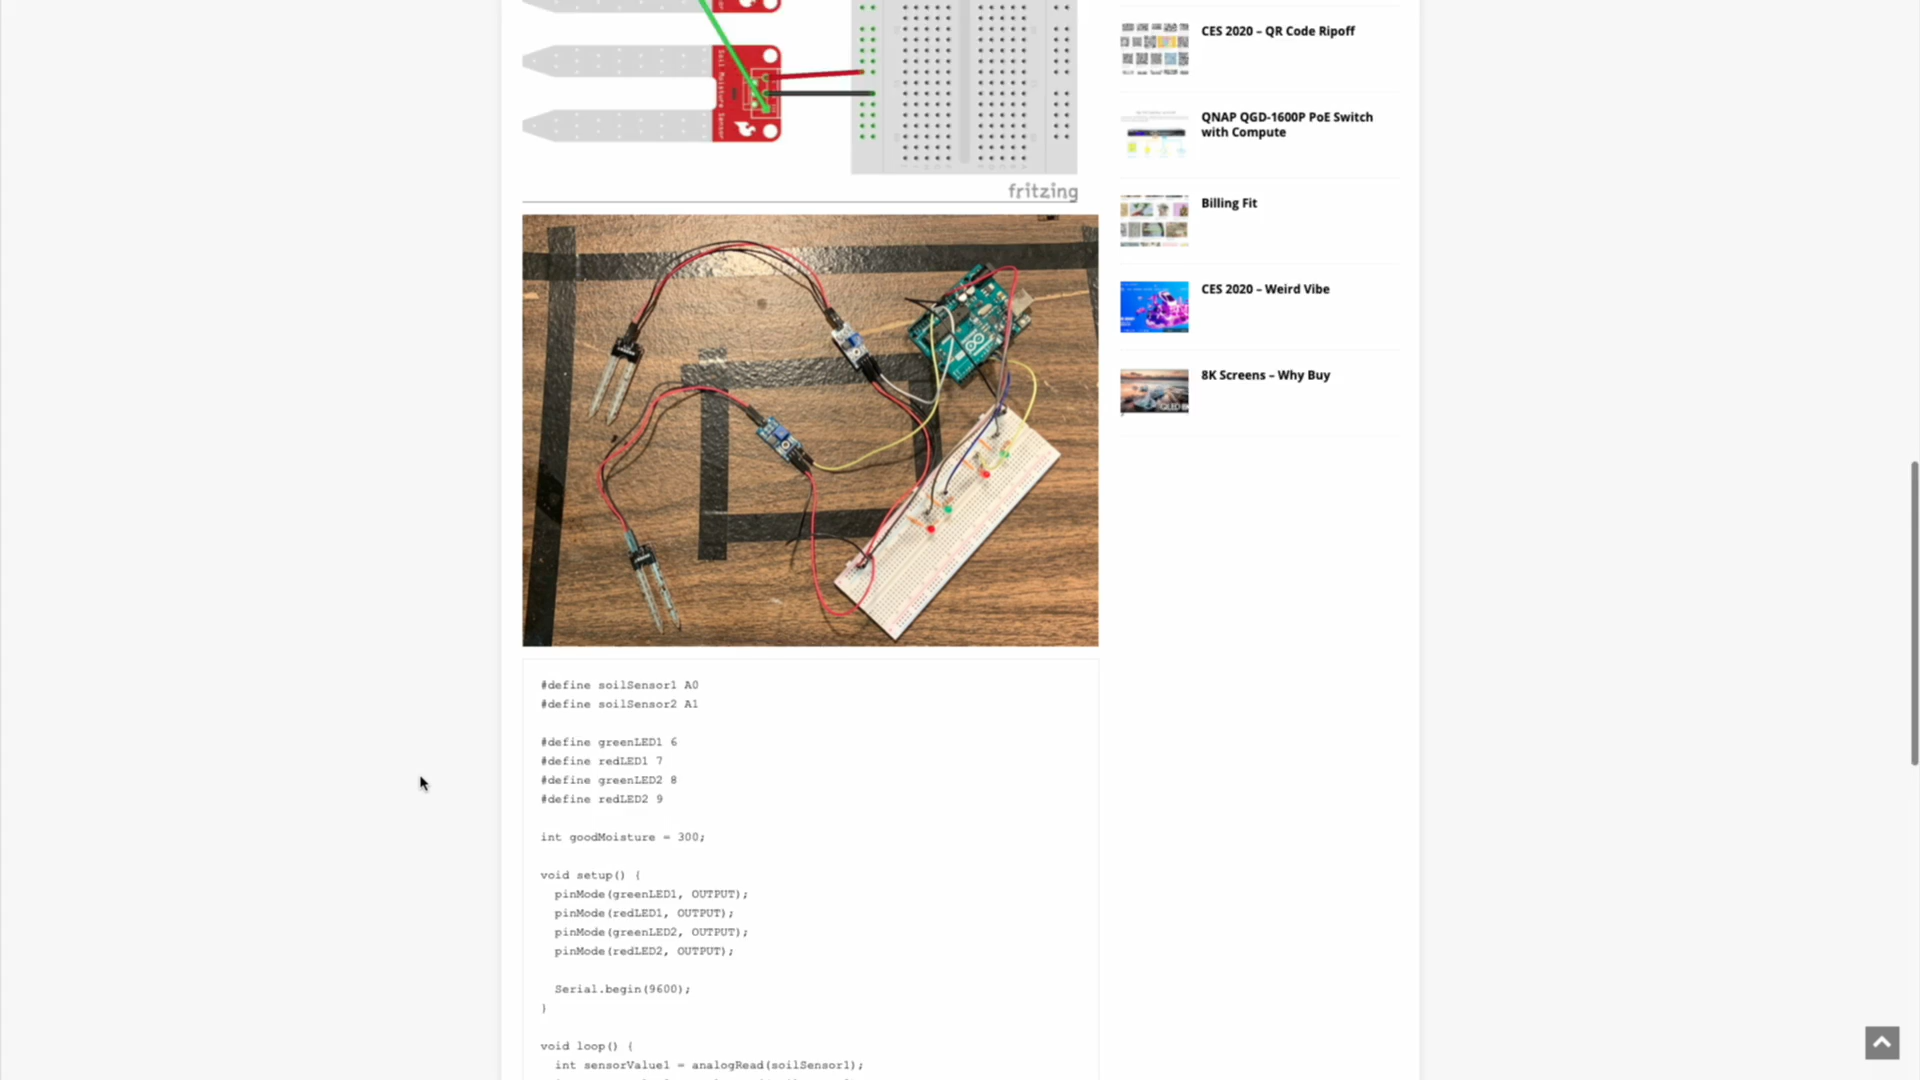 Soil Moisture Sensor
fritzing
CES 2020 – QR Code Ripoff
QNAP QGD-1600P PoE Switch
with Compute
Billing Fit
CES 2020 – Weird Vibe
8K Screens – Why Buy
#define soilSensor1 A0
#define soilSensor2 A1
#define greenLED1 6
#define redLED1 7
#define greenLED2 8
#define redLED2 9
int goodMoisture = 300;
void setup() {
pinMode(greenLED1, OUTPUT);
pinMode(redLED1, OUTPUT);
pinMode(greenLED2, OUTPUT);
pinMode(redLED2, OUTPUT);
Serial.begin(9600);
}
void loop() {
int sensorValue1 = analogRead(soilSensor1);